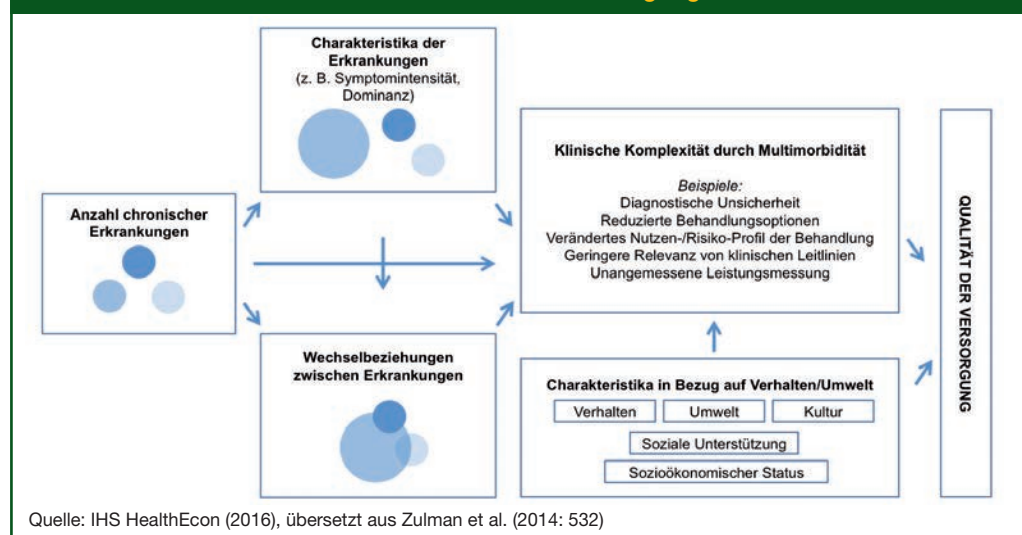 Charakteristika der
Erkrankungen
(z. B. Symptomintensität,
Dominanz)
Anzahl chronischer
Erkrankungen
Wechselbeziehungen
zwischen Erkrankungen
Klinische Komplexität durch Multimorbidität
Beispiele:
Diagnostische Unsicherheit
Reduzierte Behandlungsoptionen
Verändertes Nutzen-/Risiko-Profil der Behandlung
Geringere Relevanz von klinischen Leitlinien
Unangemessene Leistungsmessung
Charakteristika in Bezug auf Verhalten/Umwelt
Verhalten
Umwelt
Kultur
Soziale Unterstützung
Sozioökonomischer Status
QUALITÄT DER VERSORGUNG
Quelle: IHS HealthEcon (2016), übersetzt aus Zulman et al. (2014: 532)